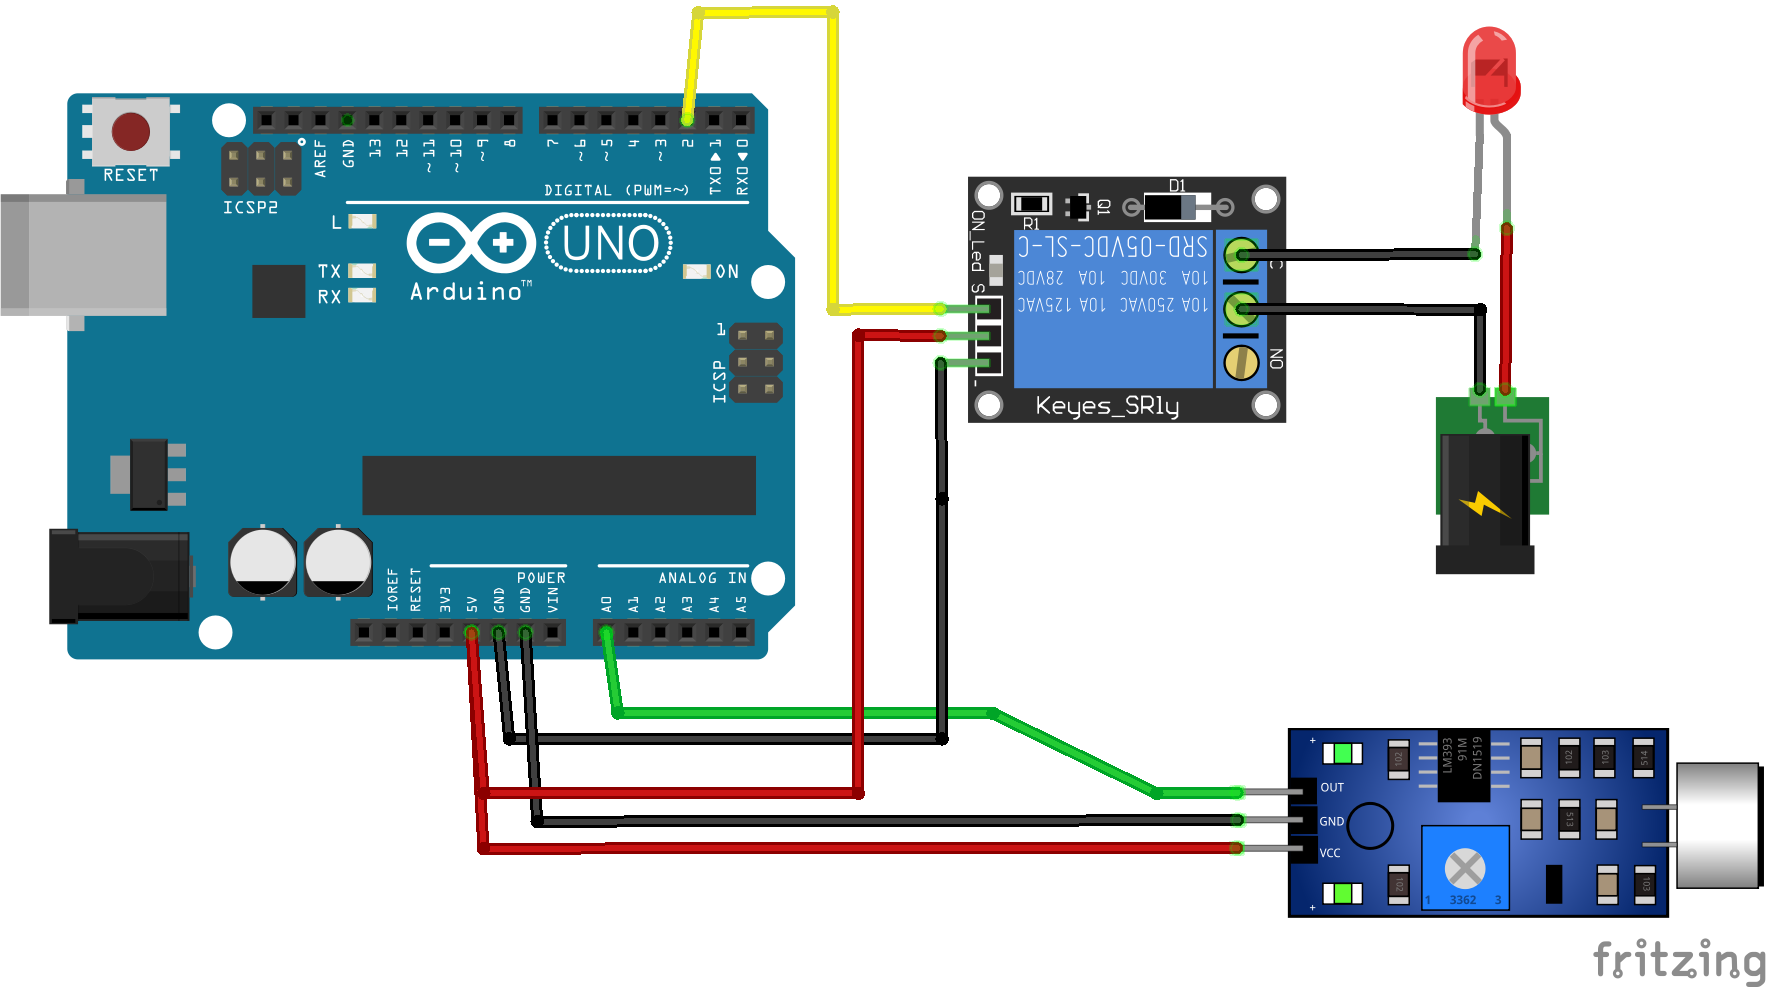 RESET
ICSP2
AREF
GND
13
12
~11
~10
~9
8
7
~6
~5
4
~3
2
TX0▶1
RX0◀0
DIGITAL (PWM=~)
L
TX
RX
UNO
Arduino™
ON
1
ICSP
POWER
ANALOG IN
IOREF
RESET
3V3
5V
GND
GND
VIN
A0
A1
A2
A3
A4
A5
ON_Led
S
-
R1
Q1
D1
SRD-05VDC-SL-C
10A 30VDC 10A 28VDC
10A 250VAC 10A 125VAC
C
NO
Keyes_SRly
+
OUT
GND
VCC
+
102
LM393
91M
DN1519
102
103
514
513
102
103
1 3362 3
fritzing